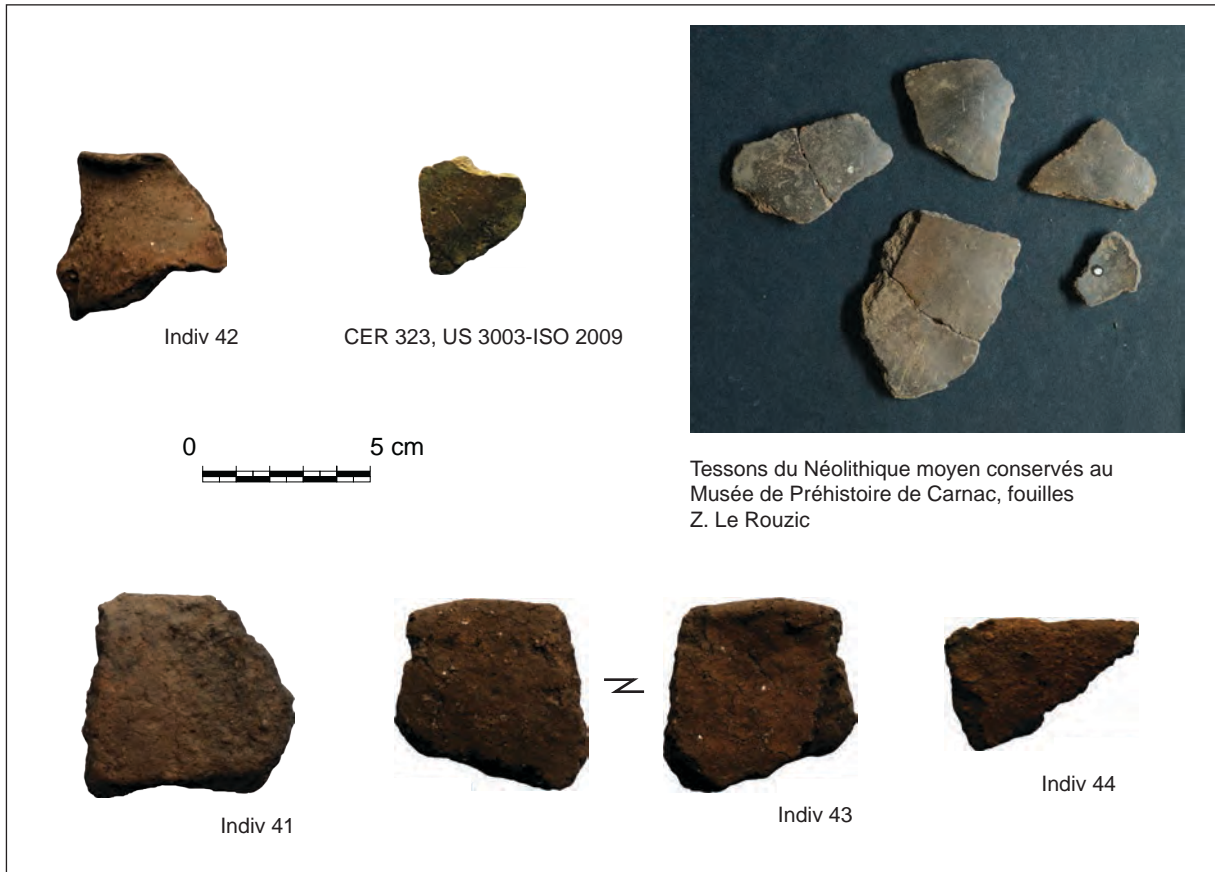 Indiv 42
CER 323, US 3003-ISO 2009
0 5 cm
Tessons du Néolithique moyen conservés au
Musée de Préhistoire de Carnac, fouilles
Z. Le Rouzic
Indiv 41
Indiv 43
Indiv 44